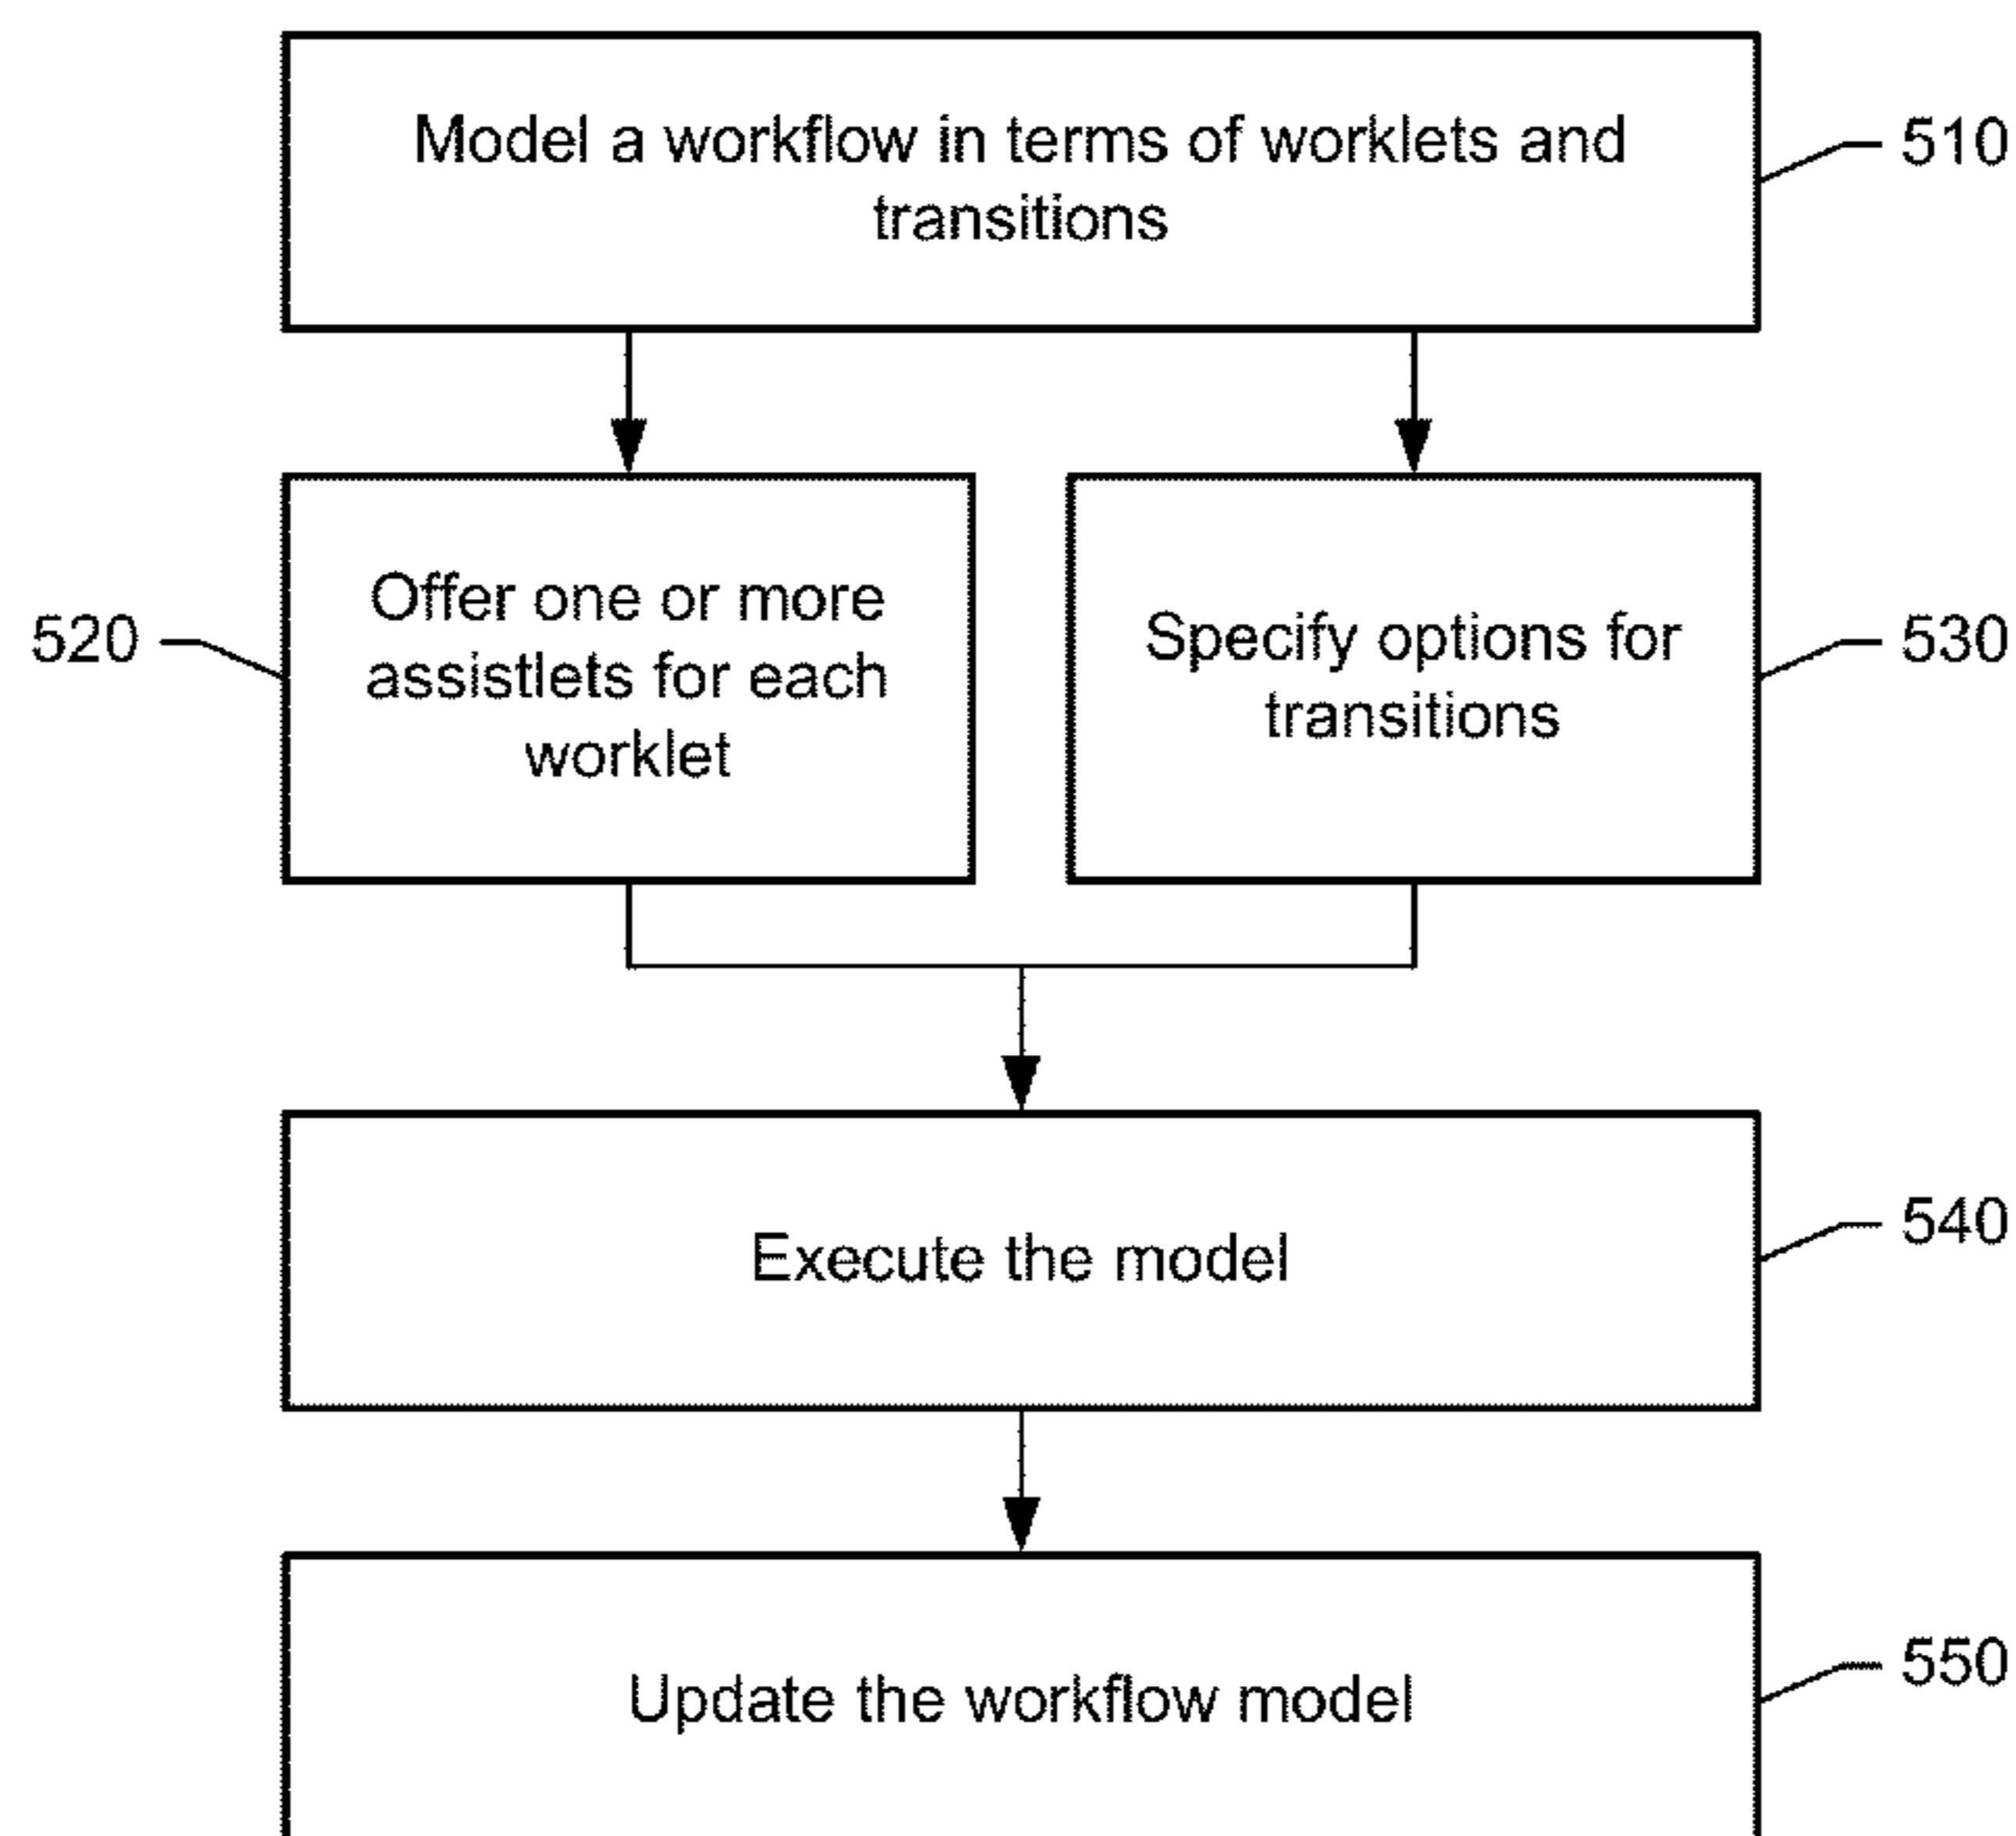 Model a workflow in terms of worklets and
transitions
510
Offer one or more
assistlets for each
worklet
520
Specify options for
transitions
530
Execute the model
540
Update the workflow model
550